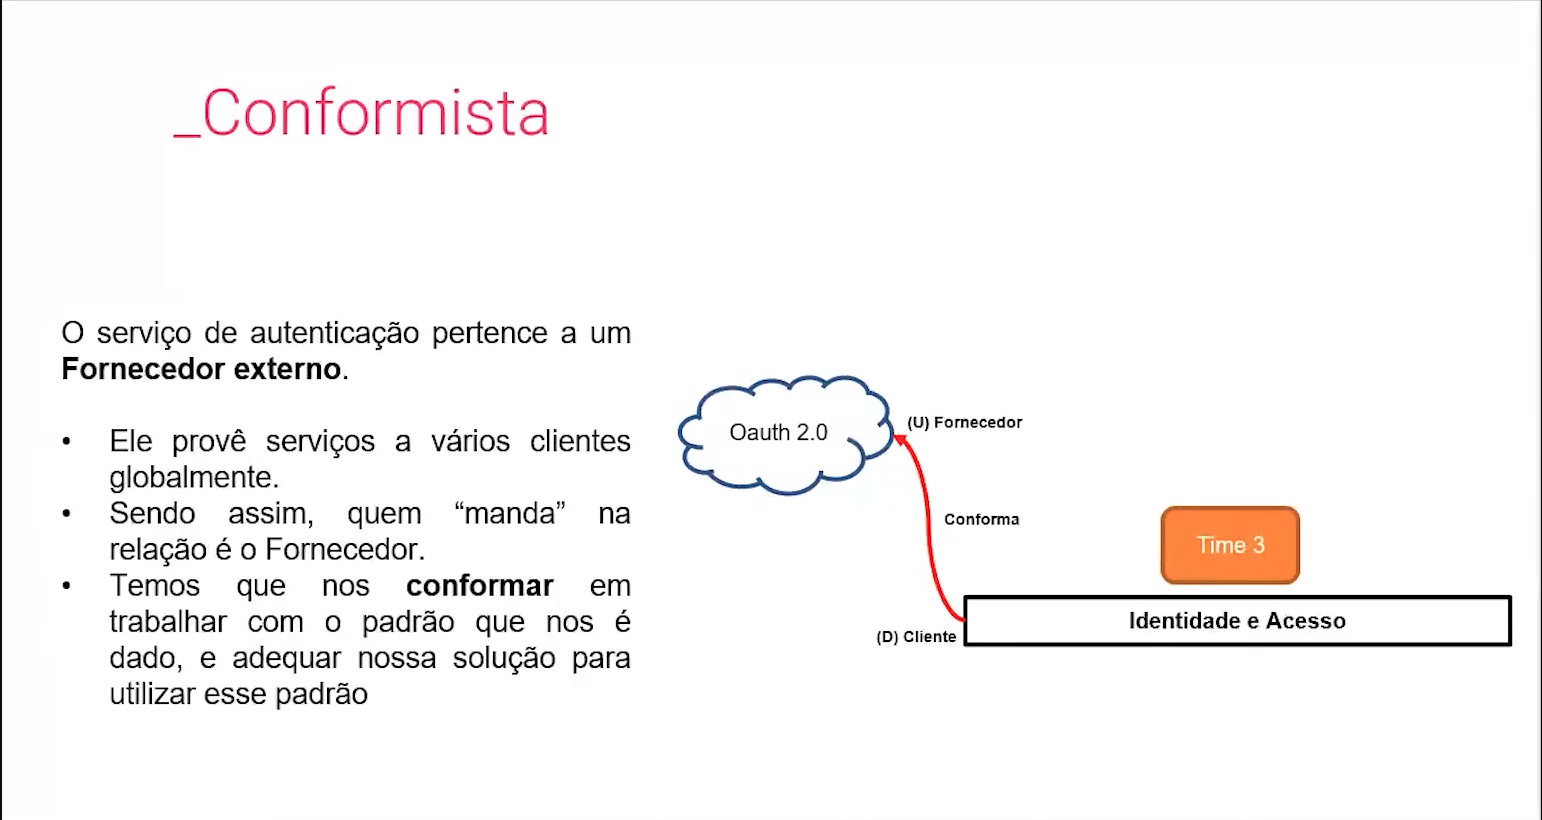 _Conformista
O serviço de autenticação pertence a um
Fornecedor externo.
• Ele provê serviços a vários clientes
globalmente.
• Sendo assim, quem “manda” na
relação é o Fornecedor.
• Temos que nos conformar em
trabalhar com o padrão que nos é
dado, e adequar nossa solução para
utilizar esse padrão
Oauth 2.0
(U) Fornecedor
Conforma
Time 3
Identidade e Acesso
(D) Cliente